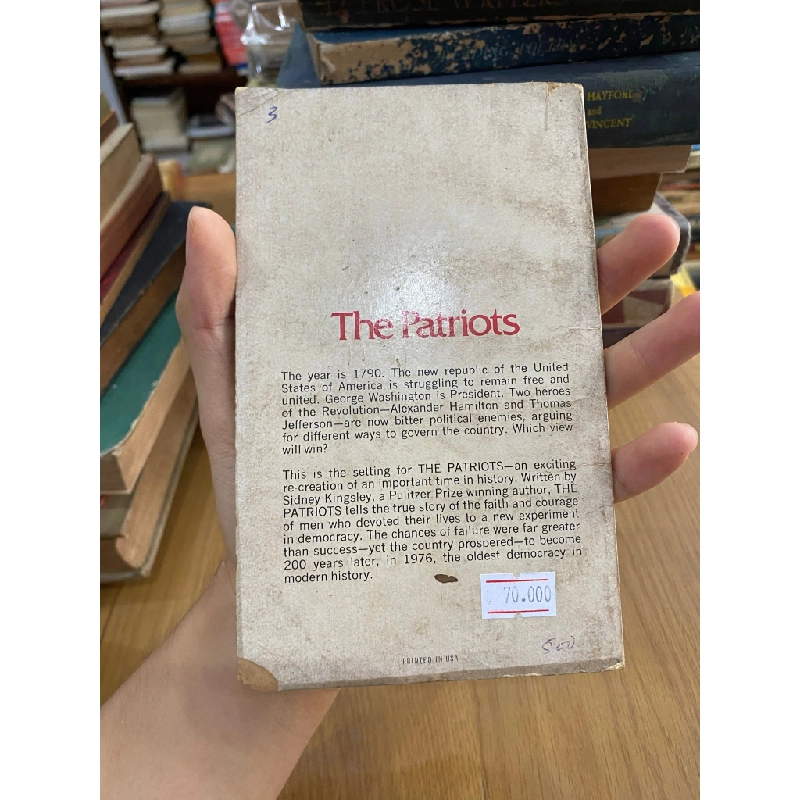 PROSE WRITERS
HAYFORD
and
VINCENT
3
The Patriots
The year is 1790. The new republic of the United
States of America is struggling to remain free and
united. George Washington is President. Two heroes
of the Revolution—Alexander Hamilton and Thomas
Jefferson—are now bitter political enemies, arguing
for different ways to govern the country. Which view
will win?
This is the setting for THE PATRIOTS—an exciting
re-creation of an important time in history. Written by
Sidney Kingsley, a Pulitzer Prize winning author, THE
PATRIOTS tells the true story of the faith and courage
of men who devoted their lives to a new experiment
in democracy. The chances of failure were far greater
than success—yet the country prospered—to become
200 years later, in 1976, the oldest democracy in
modern history.
70.000
PRINTED IN USA